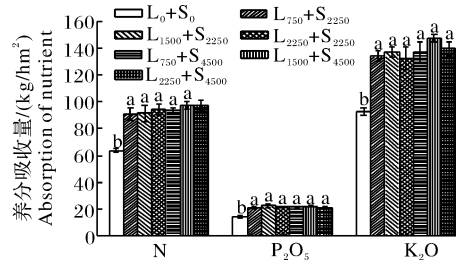 养分吸收量/(kg/hm²)
Absorption of nutrient
160
140
120
100
80
60
40
20
0
L₀+S₀
L₇₅₀+S₂₂₅₀
L₁₅₀₀+S₂₂₅₀
L₂₂₅₀+S₂₂₅₀
L₇₅₀+S₄₅₀₀
L₁₅₀₀+S₄₅₀₀
L₂₂₅₀+S₄₅₀₀
b a a a a a
b a a a a a a
b a a a a a a
N P₂O₅ K₂O